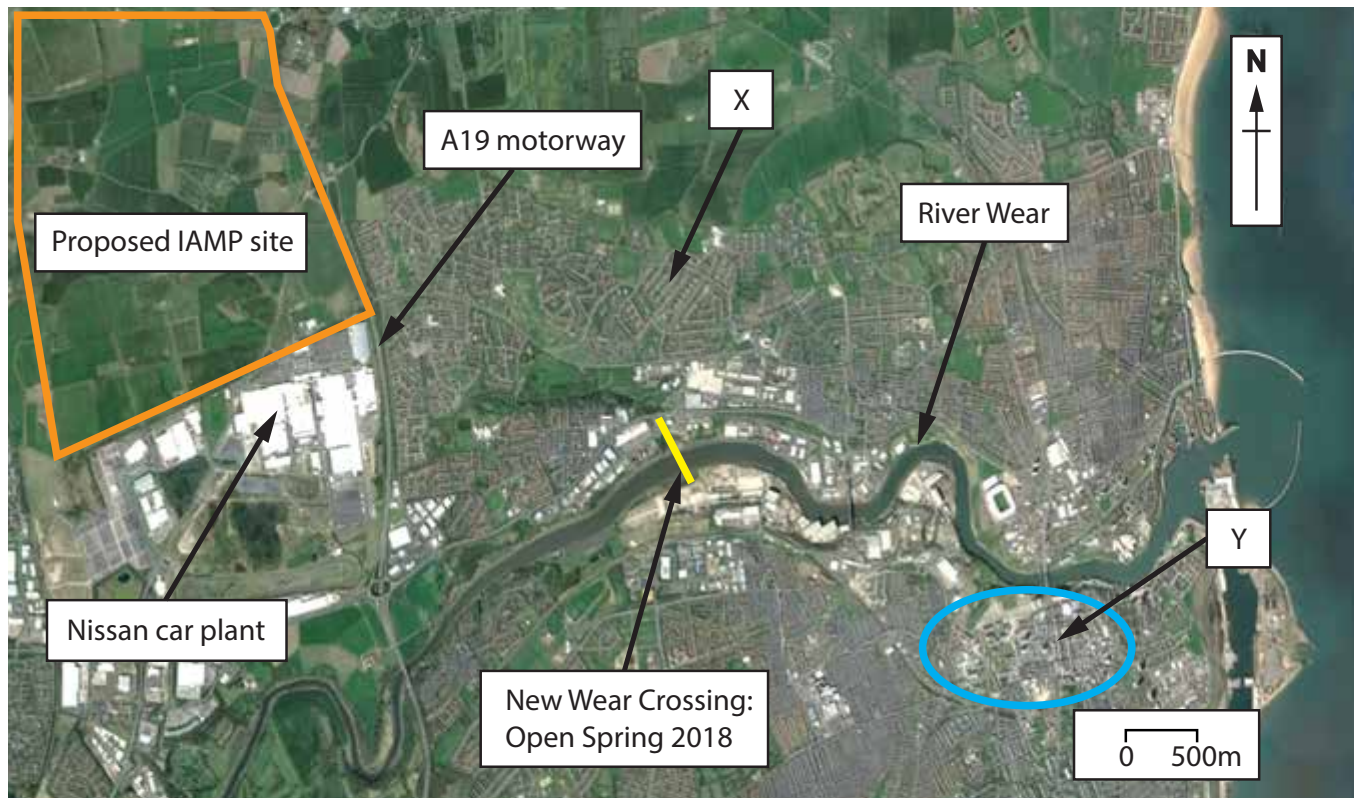 N
X
A19 motorway
River Wear
Proposed IAMP site
Y
Nissan car plant
New Wear Crossing:
Open Spring 2018
0 500m